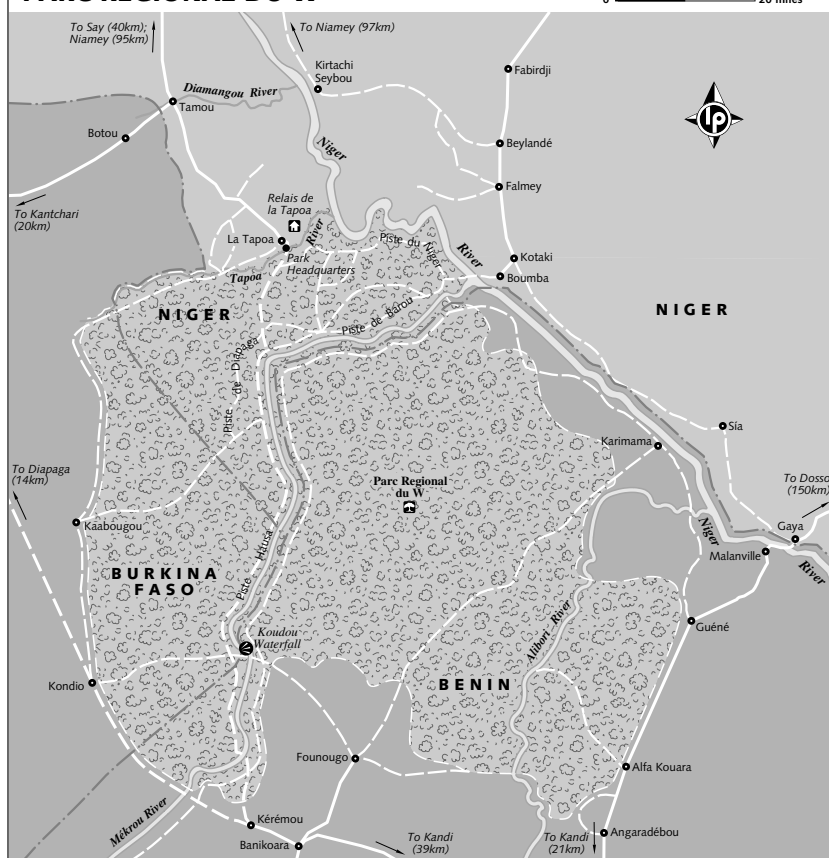 PARC REGIONAL DU W
0
20 miles
To Say (40km);
Niamey (95km)
To Niamey (97km)
Kirtachi
Seybou
Fabirdji
Diamangou River
Tamou
Botou
Niger
lp
Beylandé
Falmey
To Kantchari
(20km)
Relais de
la Tapoa
La Tapoa
River
Park
Headquarters
Piste du Niger
River
Kotaki
Boumba
Tapoa
NIGER
NIGER
Piste de Barou
Piste de Diapaga
Sía
Karimama
To Diapaga
(14km)
Parc Regional
du W
To Dosso
(150km)
Kaabougou
Niger
Gaya
Malanville
River
Piste Hausa
BURKINA
FASO
Alibori River
Guéné
Koudou
Waterfall
Kondio
BENIN
Founougo
Alfa Kouara
Mékrou River
Kérémou
Banikoara
To Kandi
(39km)
To Kandi
(21km)
Angaradébou